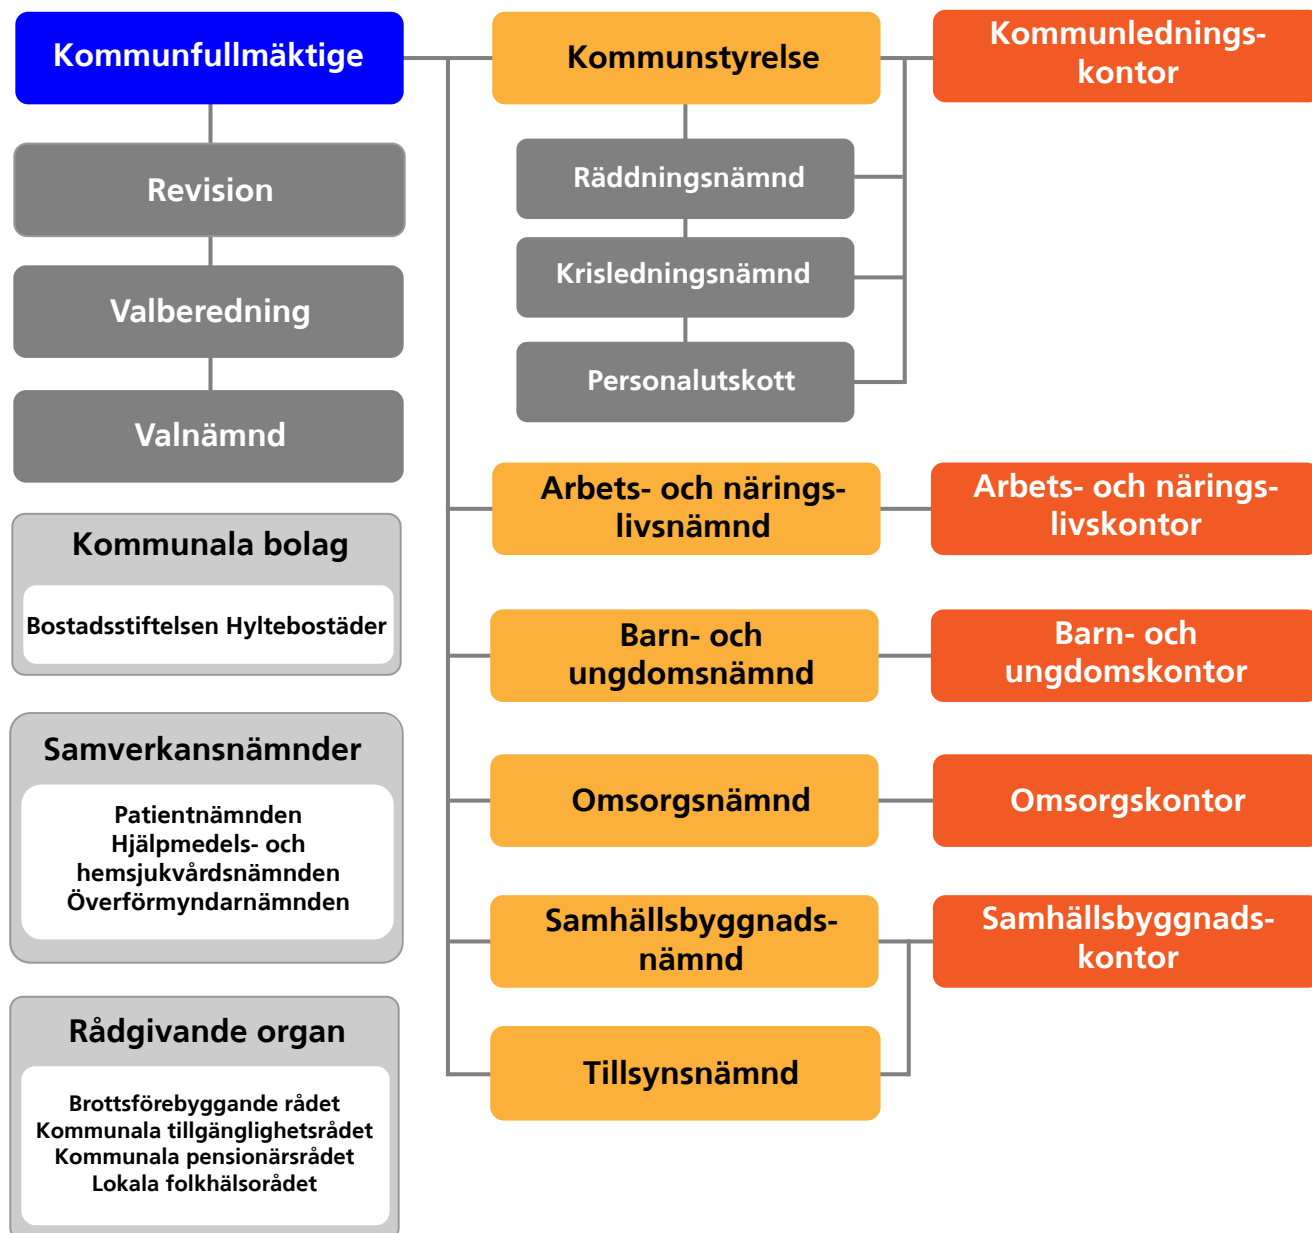 Kommunfullmäktige
Revision
Valberedning
Valnämnd
Kommunala bolag
Bostadsstiftelsen Hyltebostäder
Samverkansnämnder
Patientnämnden
Hjälpmedels- och
hemsjukvårdsnämnden
Överförmyndarnämnden
Rådgivande organ
Brottsförebyggande rådet
Kommunala tillgänglighetsrådet
Kommunala pensionärsrådet
Lokala folkhälsorådet
Kommunstyrelse
Räddningsnämnd
Krisledningsnämnd
Personalutskott
Kommunlednings-
kontor
Arbets- och närings-
livsnämnd
Arbets- och närings-
livskontor
Barn- och
ungdomsnämnd
Barn- och
ungdomskontor
Omsorgsnämnd
Omsorgskontor
Samhällsbyggnads-
nämnd
Samhällsbyggnads-
kontor
Tillsynsnämnd